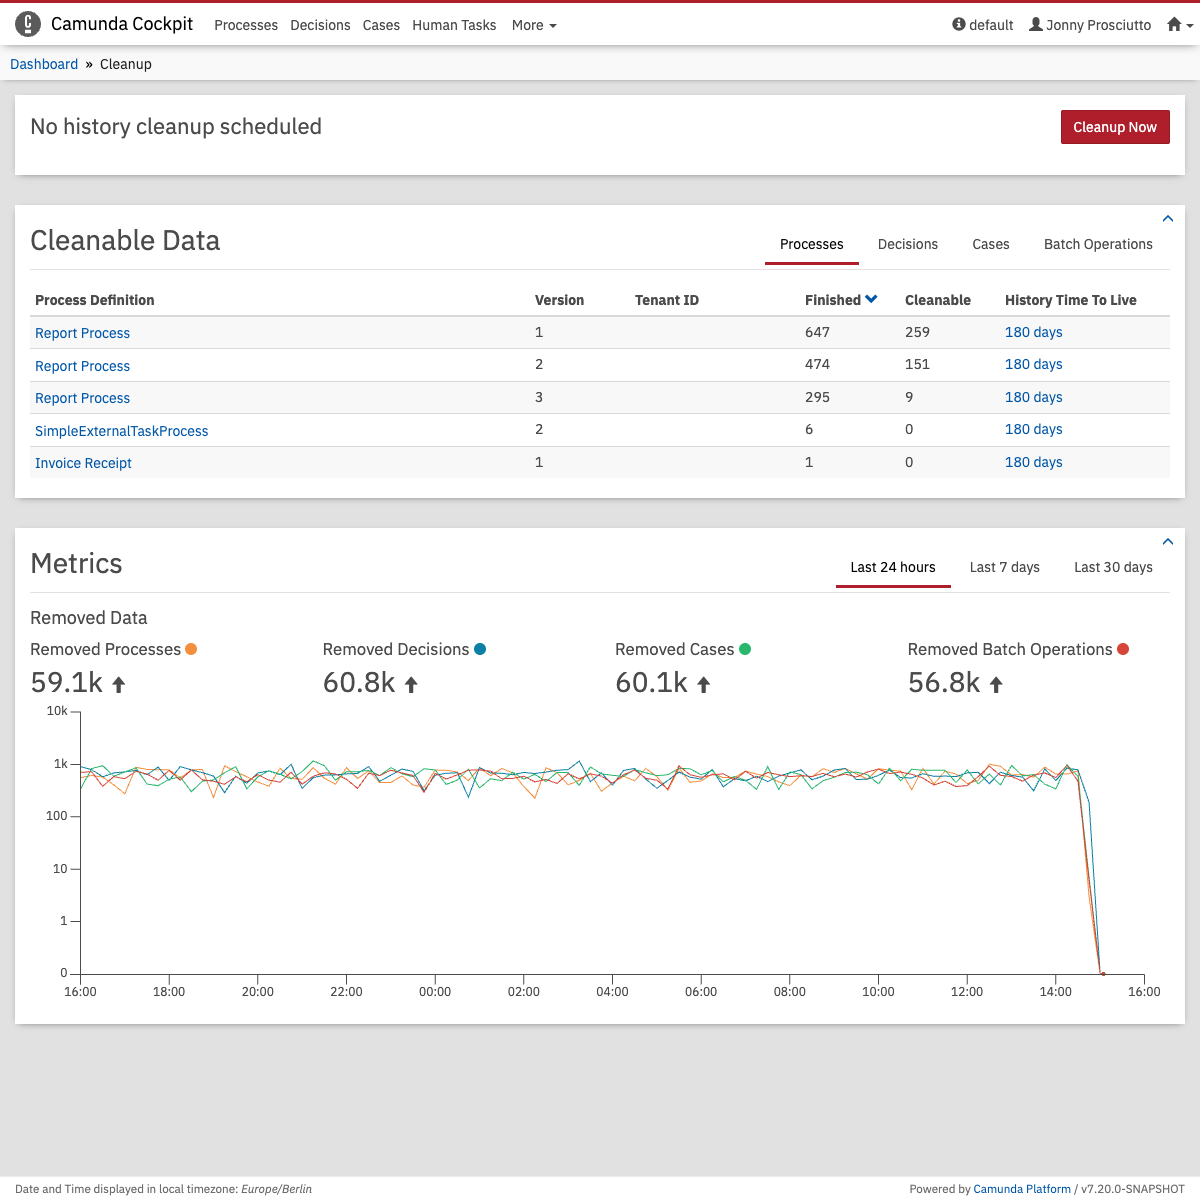 Camunda Cockpit Processes Decisions Cases Human Tasks More default Jonny Prosciutto
Dashboard » Cleanup
No history cleanup scheduled Cleanup Now
Cleanable Data Processes Decisions Cases Batch Operations
Process Definition Version Tenant ID Finished Cleanable History Time To Live
Report Process 1 647 259 180 days
Report Process 2 474 151 180 days
Report Process 3 295 9 180 days
SimpleExternalTaskProcess 2 6 0 180 days
Invoice Receipt 1 1 0 180 days
Metrics Last 24 hours Last 7 days Last 30 days
Removed Data
Removed Processes Removed Decisions Removed Cases Removed Batch Operations
59.1k 60.8k 60.1k 56.8k
10k
1k
100
10
1
0
16:00 18:00 20:00 22:00 00:00 02:00 04:00 06:00 08:00 10:00 12:00 14:00 16:00
Date and Time displayed in local timezone: Europe/Berlin Powered by Camunda Platform / v7.20.0-SNAPSHOT